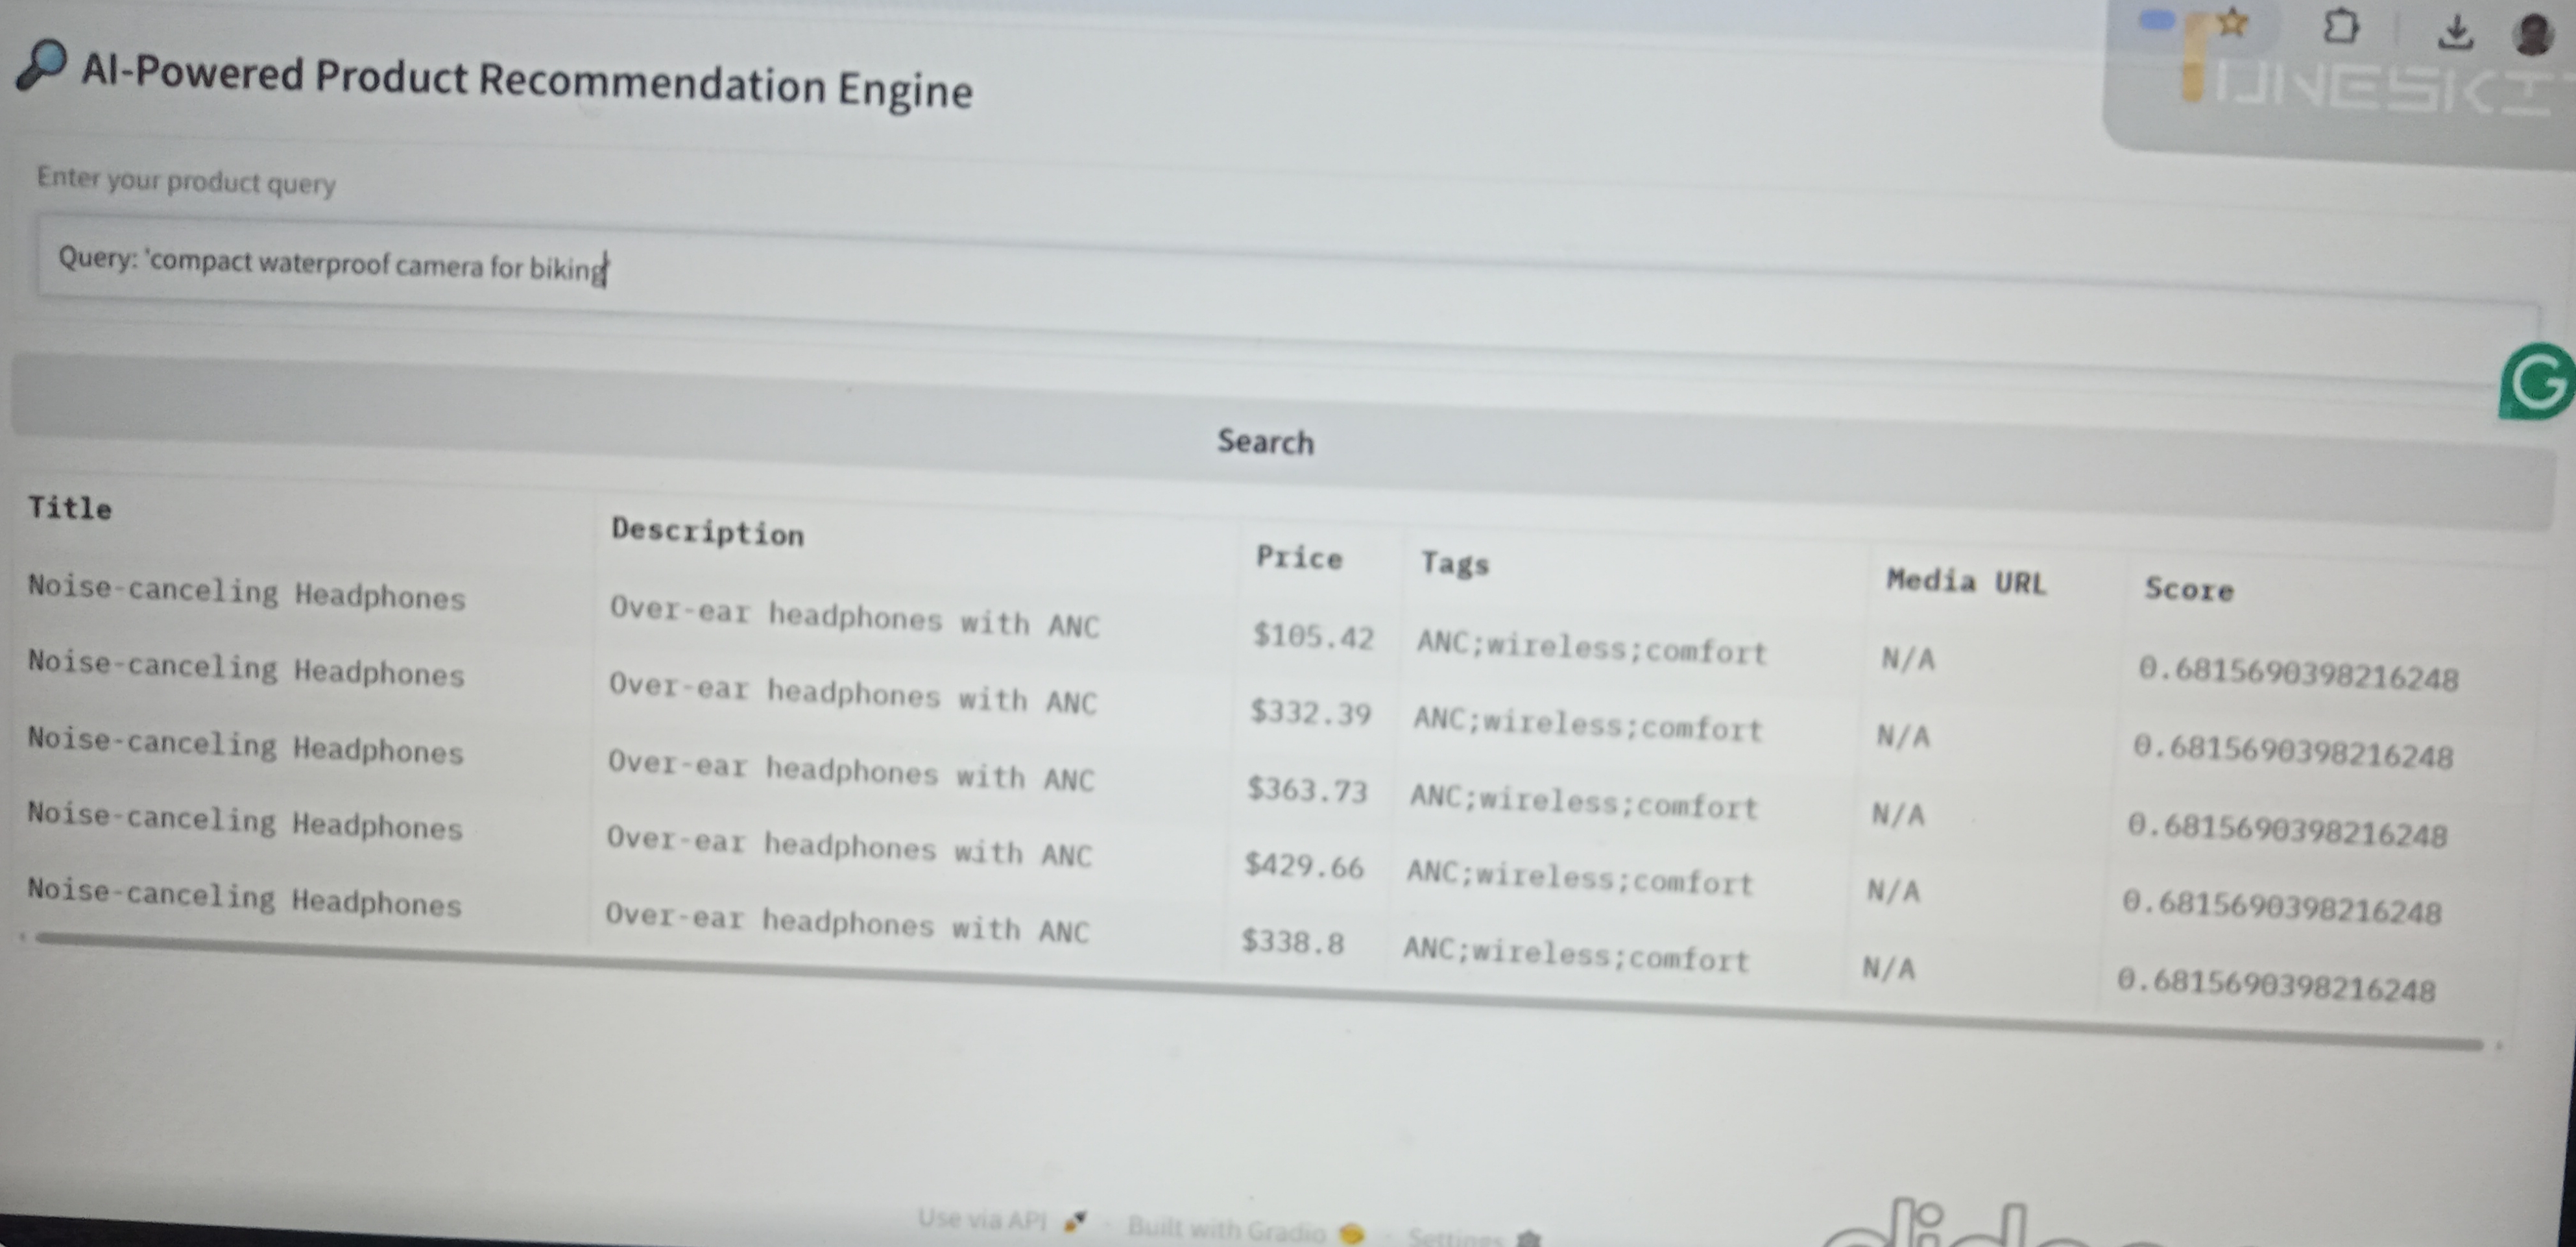 TUNESKI
AI-Powered Product Recommendation Engine
Enter your product query
Query: 'compact waterproof camera for biking
Search
Title Description Price Tags Media URL Score
Noise-canceling Headphones Over-ear headphones with ANC $105.42 ANC;wireless;comfort N/A 0.6815690398216248
Noise-canceling Headphones Over-ear headphones with ANC $332.39 ANC;wireless;comfort N/A 0.6815690398216248
Noise-canceling Headphones Over-ear headphones with ANC $363.73 ANC;wireless;comfort N/A 0.6815690398216248
Noise-canceling Headphones Over-ear headphones with ANC $429.66 ANC;wireless;comfort N/A 0.6815690398216248
Noise-canceling Headphones Over-ear headphones with ANC $338.8 ANC;wireless;comfort N/A 0.6815690398216248
Use via API · Built with Gradio · Settings